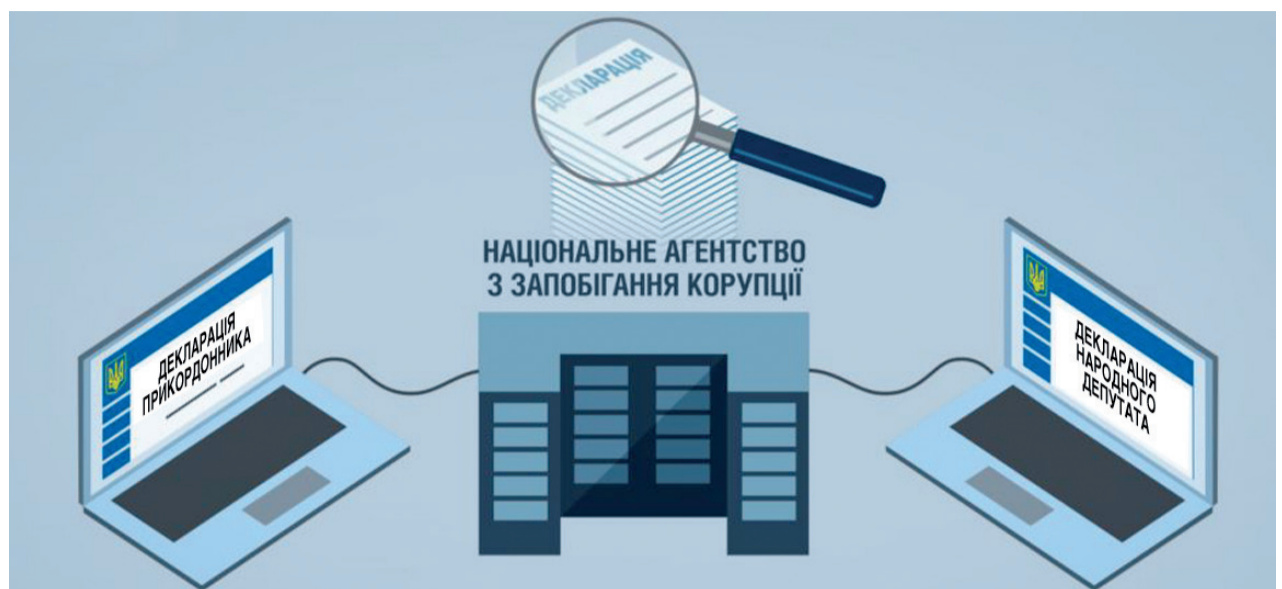 ДЕКЛАРАЦІЯ
НАЦІОНАЛЬНЕ АГЕНТСТВО
З ЗАПОБІГАННЯ КОРУПЦІЇ
ДЕКЛАРАЦІЯ
ПРИКОРДОННИКА
ДЕКЛАРАЦІЯ
НАРОДНОГО
ДЕПУТАТА